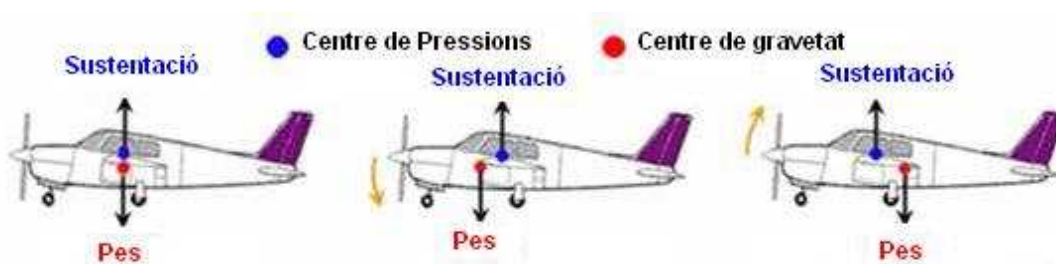 Centre de Pressions
Centre de gravetat
Sustentació
Sustentació
Sustentació
Pes
Pes
Pes